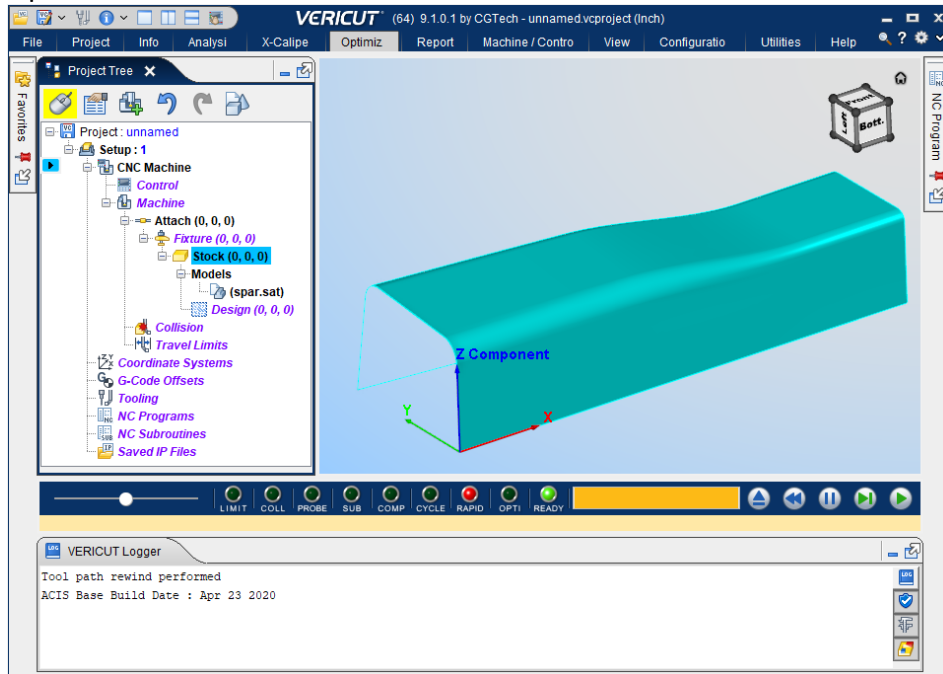 VERICUT (64) 9.1.0.1 by CGTech - unnamed.vcproject (Inch)
File Project Info Analysi X-Calipe Optimiz Report Machine / Contro View Configuratio Utilities Help
Favorites
Project Tree
Project : unnamed
Setup : 1
CNC Machine
Control
Machine
Attach (0, 0, 0)
Fixture (0, 0, 0)
Stock (0, 0, 0)
Models
(spar.sat)
Design (0, 0, 0)
Collision
Travel Limits
Coordinate Systems
G-Code Offsets
Tooling
NC Programs
NC Subroutines
Saved IP Files
Front
Left
Bott.
Z Component
Y
X
NC Program
LIMIT COLL PROBE SUB COMP CYCLE RAPID OPTI READY
VERICUT Logger
Tool path rewind performed
ACIS Base Build Date : Apr 23 2020